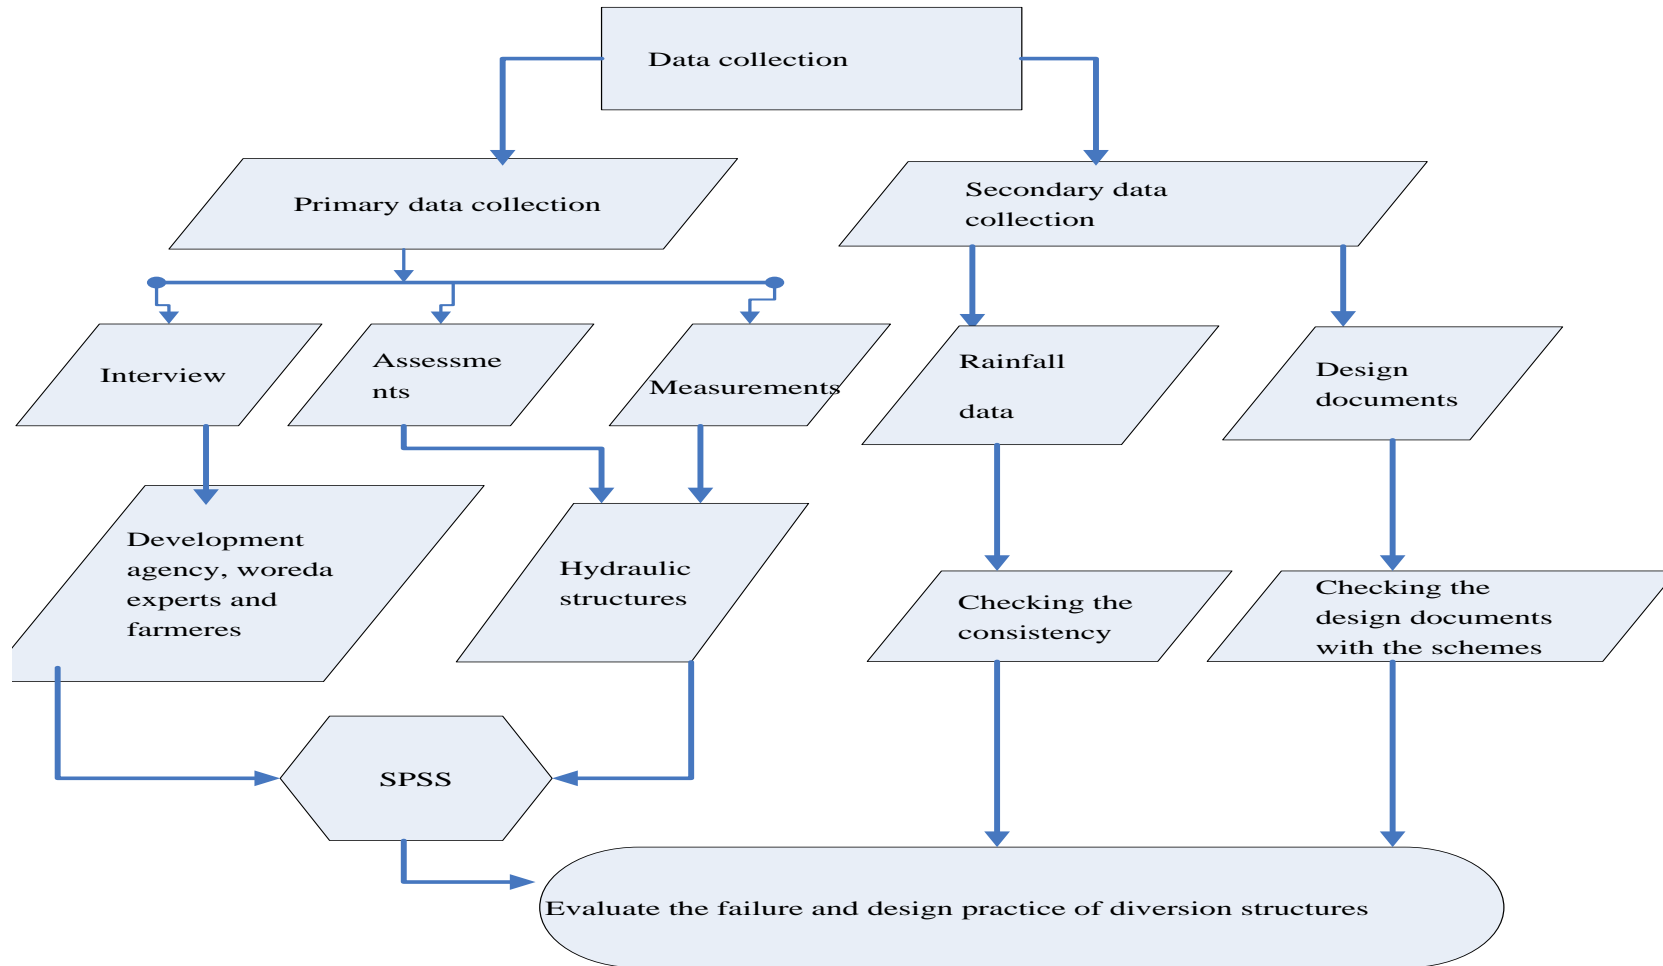 Data collection
Primary data collection
Secondary data
collection
Interview
Assessme
nts
Measurements
Rainfall
data
Design
documents
Development
agency, woreda
experts and
farmeres
Hydraulic
structures
Checking the
consistency
Checking the
design documents
with the schemes
SPSS
Evaluate the failure and design practice of diversion structures